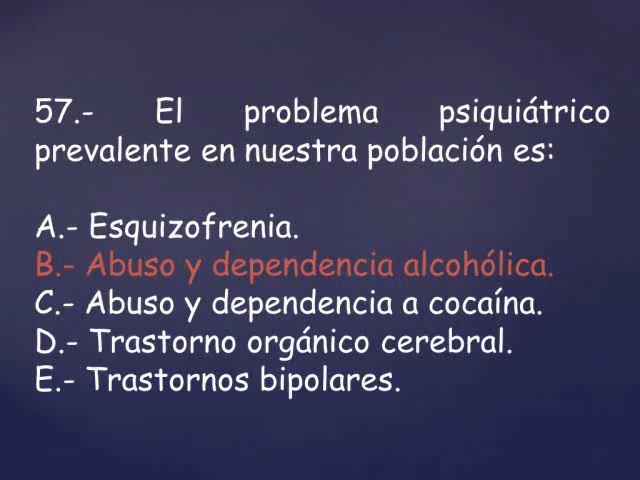 57.- El problema psiquiátrico
prevalente en nuestra población es:
A.- Esquizofrenia.
B.- Abuso y dependencia alcohólica.
C.- Abuso y dependencia a cocaína.
D.- Trastorno orgánico cerebral.
E.- Trastornos bipolares.